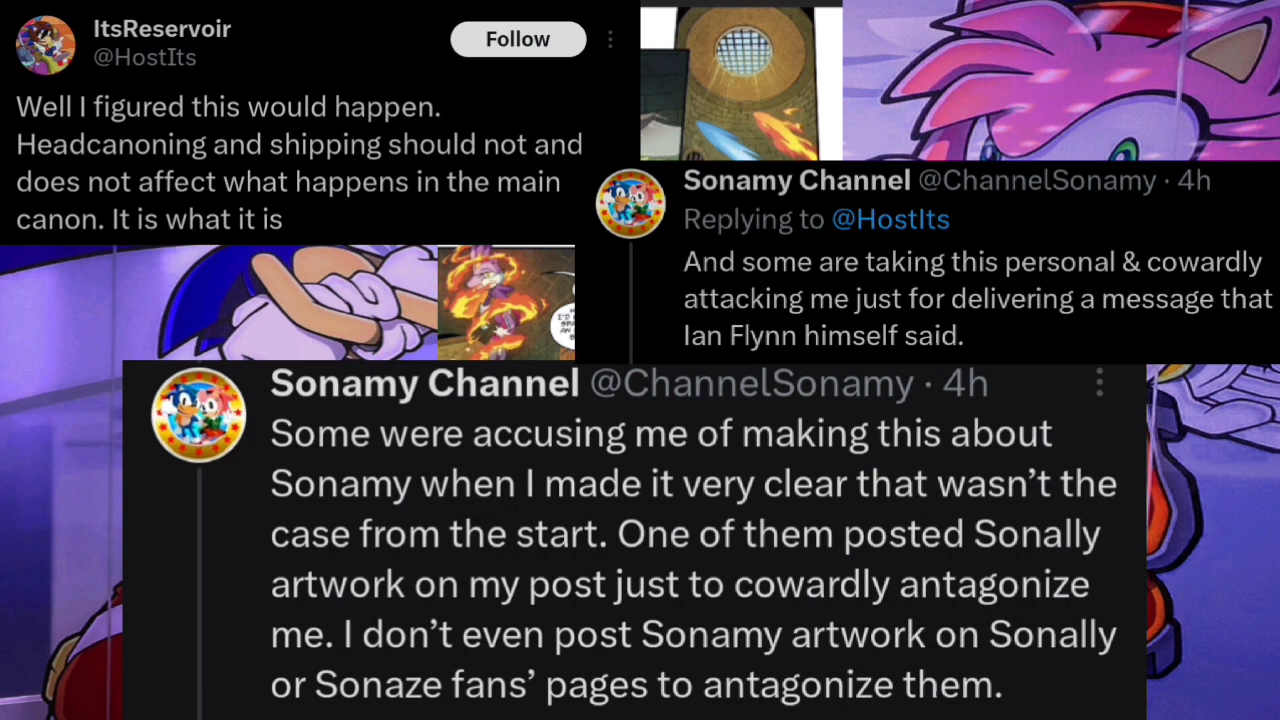 ItsReservoir
@HostIts
Follow
Well I figured this would happen.
Headcanoning and shipping should not and
does not affect what happens in the main
canon. It is what it is
Sonamy Channel @ChannelSonamy · 4h
Replying to @HostIts
And some are taking this personal & cowardly
attacking me just for delivering a message that
Ian Flynn himself said.
I'D
Sonamy Channel @ChannelSonamy · 4h
Some were accusing me of making this about
Sonamy when I made it very clear that wasn't the
case from the start. One of them posted Sonally
artwork on my post just to cowardly antagonize
me. I don't even post Sonamy artwork on Sonally
or Sonaze fans' pages to antagonize them.